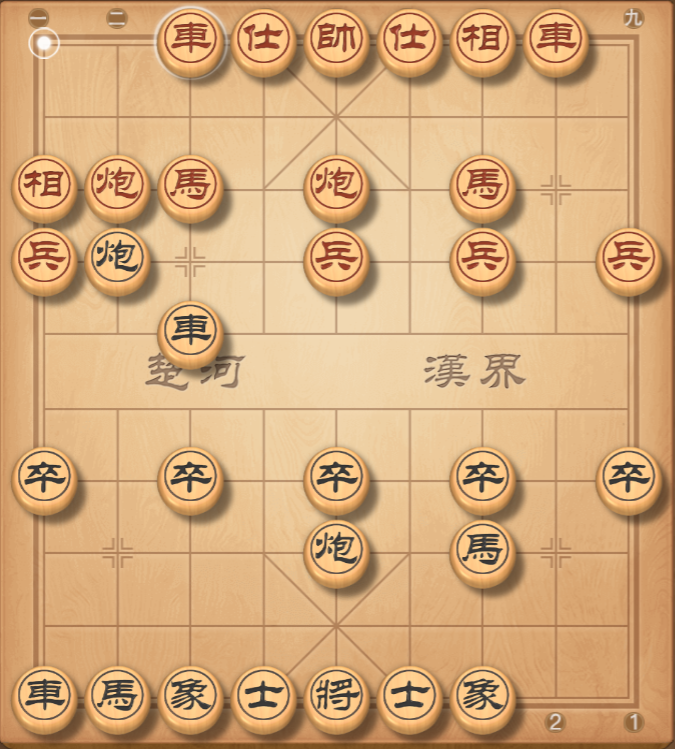 一 二 九
車 仕 帥 仕 相 車
相 炮 馬 炮 馬
兵 炮 兵 兵 兵
車
楚河 漢界
卒 卒 卒 卒 卒
炮 馬
車 馬 象 士 將 士 象
2 1